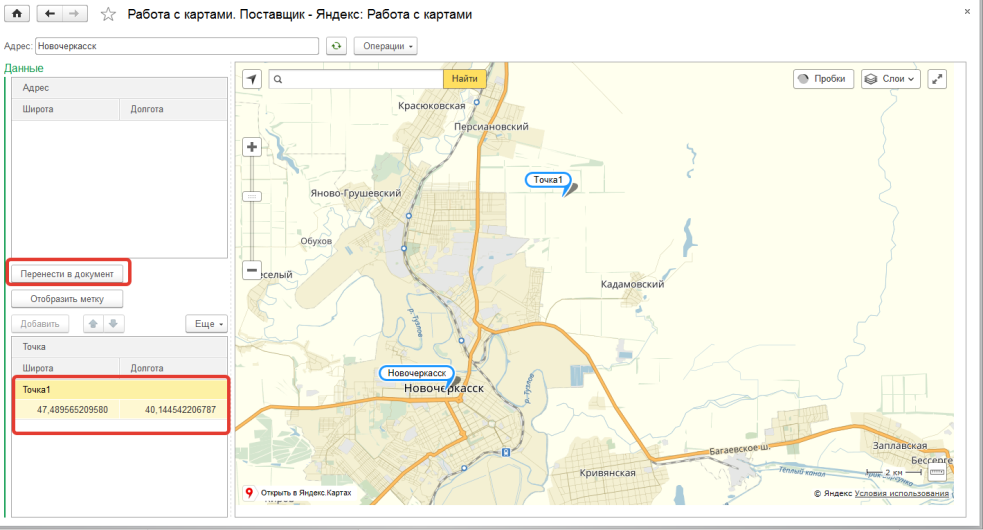 Работа с картами. Поставщик - Яндекс: Работа с картами
×
Адрес: Новочеркасск
Операции
Данные
Адрес
Широта Долгота
Перенести в документ
Отобразить метку
Добавить
Еще
Точка
Широта Долгота
Точка1
47,489565209580 40,144542206787
Найти
Пробки
Слои
Красюковская
Персиановский
Точка1
Яново-Грушевский
Обухов
еселый
Кадамовский
р. Тузлов
Новочеркасск
Новочеркасск
р. Тузлов
Багаевское ш.
Заплавская
Бессерге
Кривянская
Тёплый канал
2 км
Открыть в Яндекс.Картах
© Яндекс Условия использования